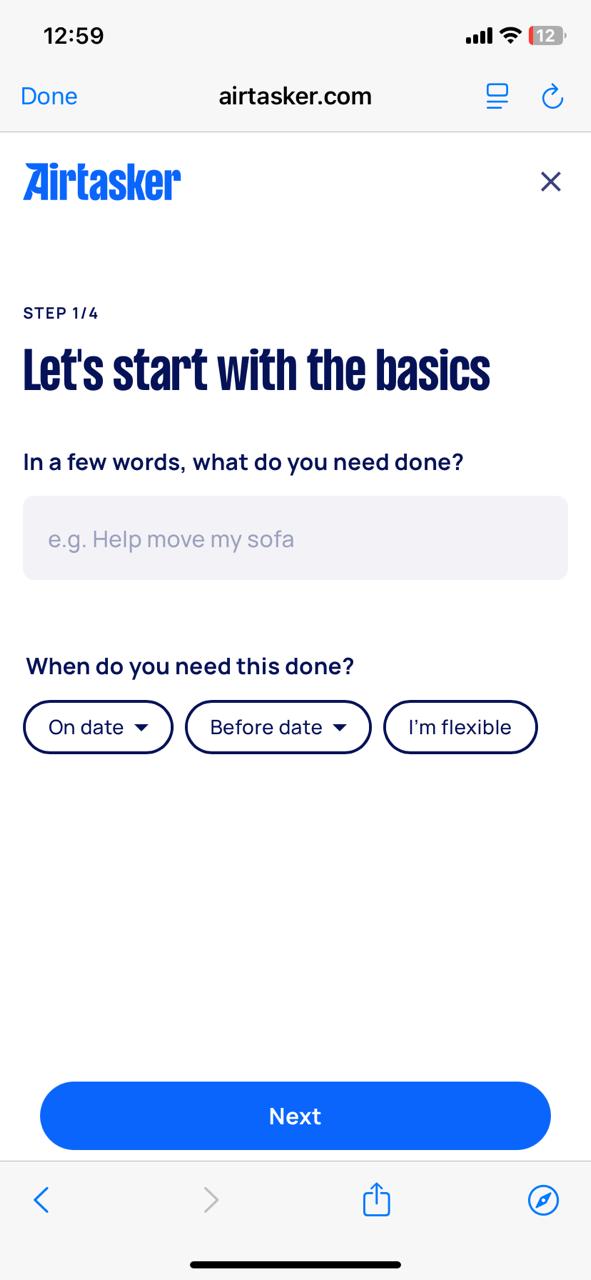 12:59
12
Done airtasker.com
Airtasker
STEP 1/4
Let's start with the basics
In a few words, what do you need done?
e.g. Help move my sofa
When do you need this done?
On date Before date I'm flexible
Next